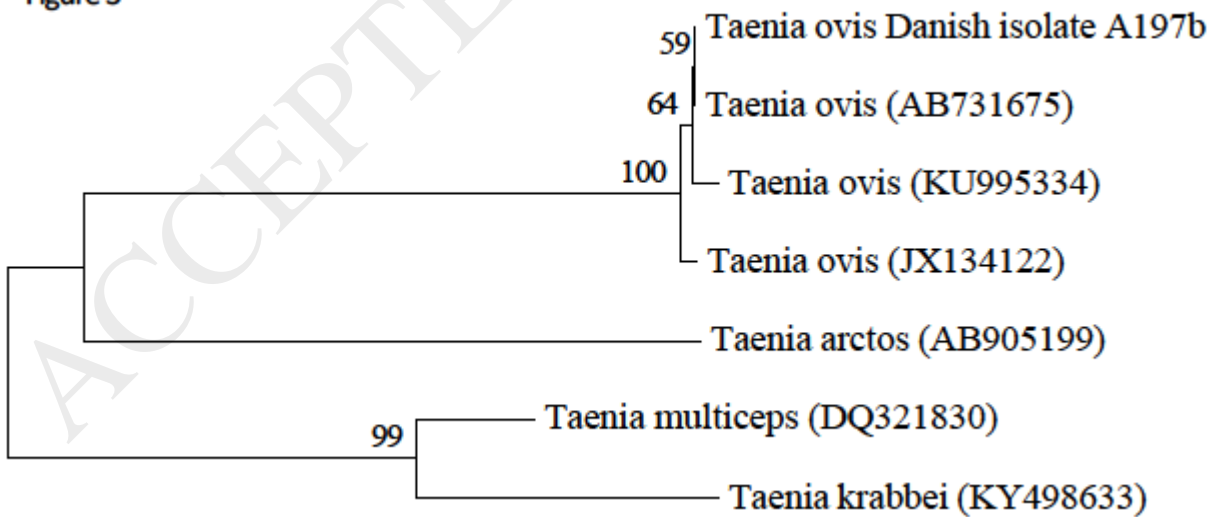 Taenia ovis Danish isolate A197b
59
64
Taenia ovis (AB731675)
100
Taenia ovis (KU995334)
Taenia ovis (JX134122)
Taenia arctos (AB905199)
Taenia multiceps (DQ321830)
99
Taenia krabbei (KY498633)